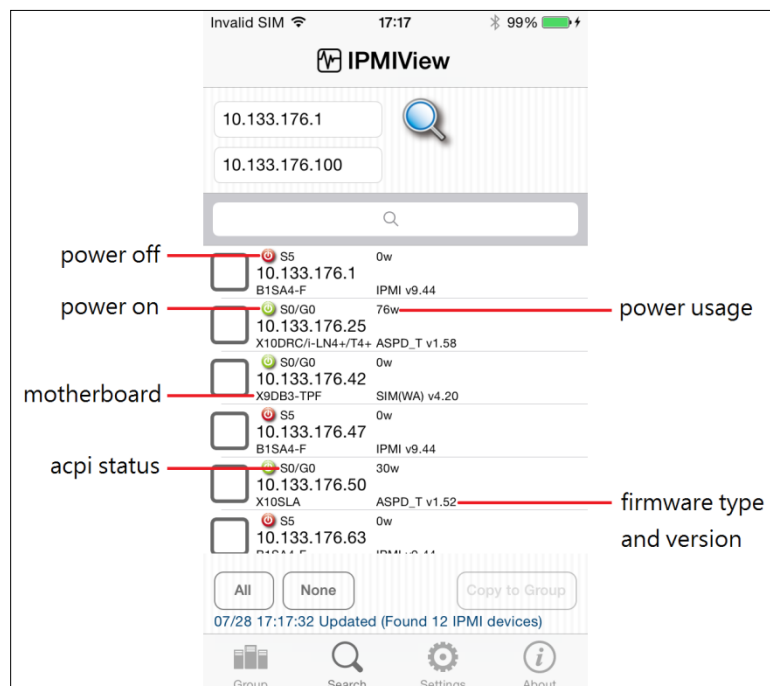 Invalid SIM 17:17 99%
IPMIView
10.133.176.1
10.133.176.100
power off
S5 0w
10.133.176.1
B1SA4-F IPMI v9.44
power on
S0/G0 76w
power usage
10.133.176.25
X10DRC/i-LN4+/T4+ ASPD_T v1.58
S0/G0 0w
10.133.176.42
motherboard
X9DB3-TPF SIM(WA) v4.20
S5 0w
10.133.176.47
B1SA4-F IPMI v9.44
acpi status
S0/G0 30w
10.133.176.50
X10SLA ASPD_T v1.52
firmware type
and version
S5 0w
10.133.176.63
B1SA4-F IPMI v9.44
All None Copy to Group
07/28 17:17:32 Updated (Found 12 IPMI devices)
Group Search Settings About